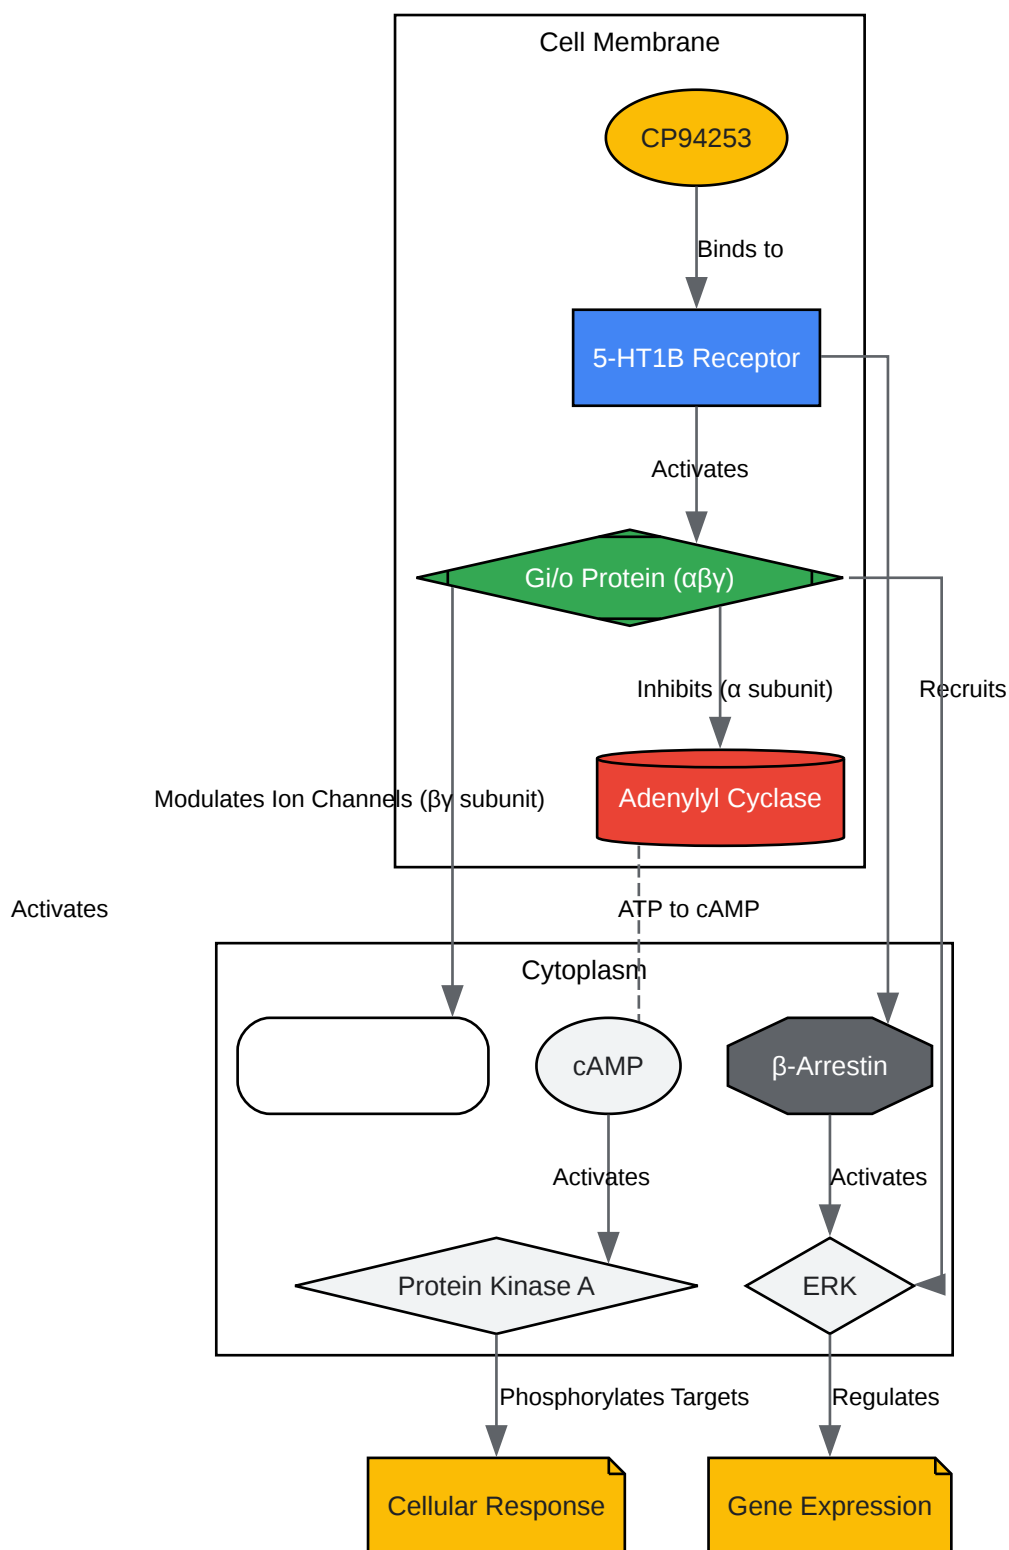 Cell Membrane
CP94253
Binds to
5-HT1B Receptor
Activates
Gi/o Protein (αβγ)
Inhibits (α subunit)
Recruits
Adenylyl Cyclase
Modulates Ion Channels (βγ subunit)
Activates
ATP to cAMP
Cytoplasm
cAMP
β-Arrestin
Activates
Activates
Protein Kinase A
ERK
Phosphorylates Targets
Regulates
Cellular Response
Gene Expression